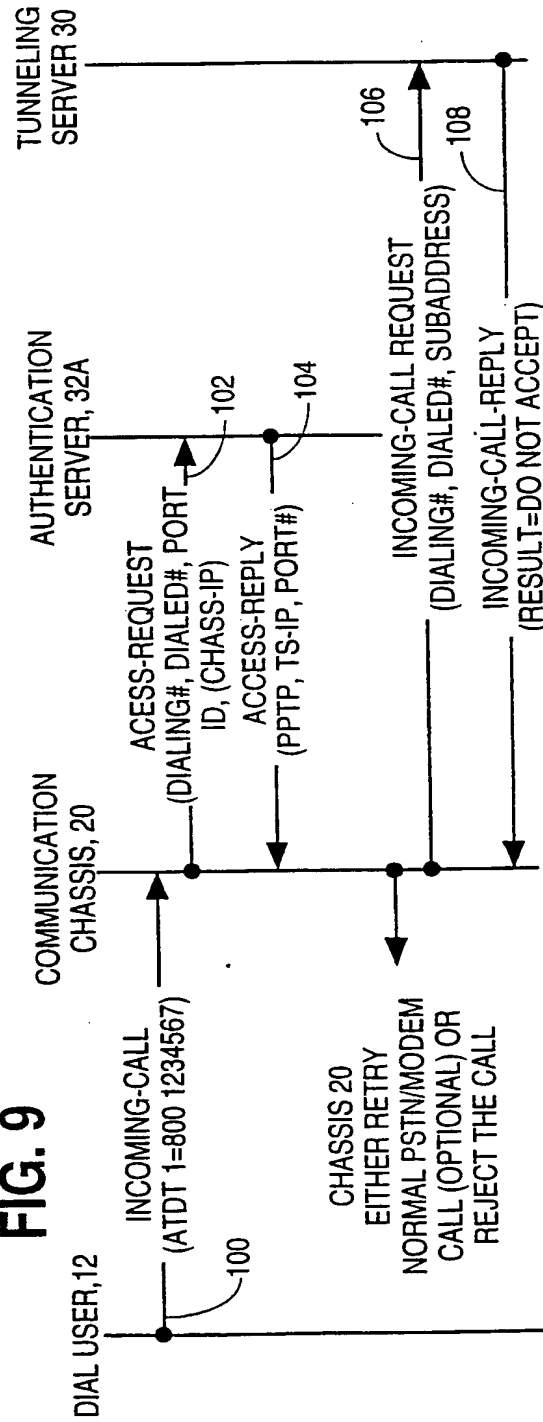 FIG. 9
DIAL USER,12
COMMUNICATION
CHASSIS, 20
AUTHENTICATION
SERVER, 32A
TUNNELING
SERVER 30
100
INCOMING-CALL
(ATDT 1=800 1234567)
ACESS-REQUEST
(DIALING#, DIALED#, PORT
ID, (CHASS-IP)
102
ACCESS-REPLY
(PPTP, TS-IP, PORT#)
104
CHASSIS 20
EITHER RETRY
NORMAL PSTN/MODEM
CALL (OPTIONAL) OR
REJECT THE CALL
INCOMING-CALL REQUEST
(DIALING#, DIALED#, SUBADDRESS)
106
INCOMING-CALL-REPLY
(RESULT=DO NOT ACCEPT)
108